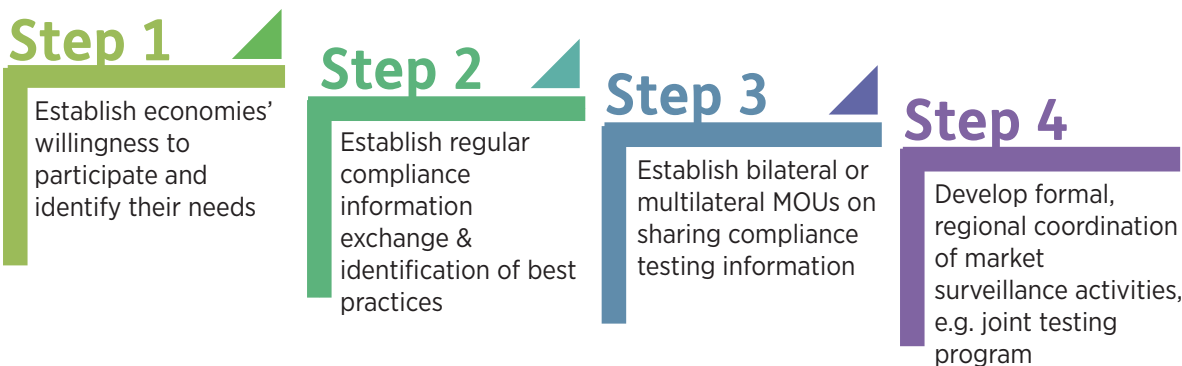 Step 1
Establish economies’
willingness to
participate and
identify their needs
Step 2
Establish regular
compliance
information
exchange &
identification of best
practices
Step 3
Establish bilateral or
multilateral MOUs on
sharing compliance
testing information
Step 4
Develop formal,
regional coordination
of market
surveillance activities,
e.g. joint testing
program